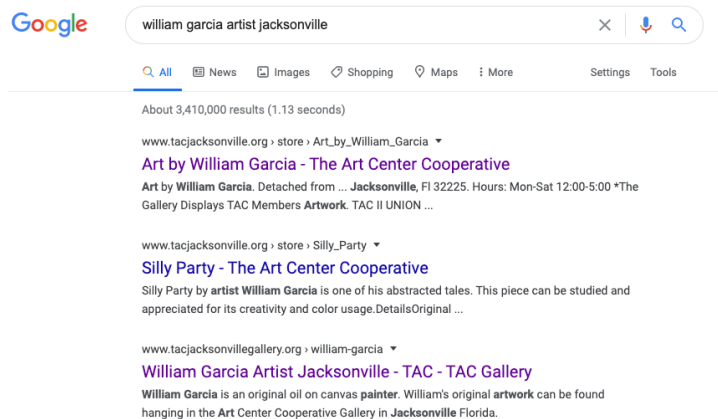 Google
william garcia artist jacksonville
All News Images Shopping Maps More Settings Tools
About 3,410,000 results (1.13 seconds)
www.tacjacksonville.org › store › Art_by_William_Garcia
Art by William Garcia - The Art Center Cooperative
Art by William Garcia. Detached from ... Jacksonville, Fl 32225. Hours: Mon-Sat 12:00-5:00 *The
Gallery Displays TAC Members Artwork. TAC II UNION ...
www.tacjacksonville.org › store › Silly_Party
Silly Party - The Art Center Cooperative
Silly Party by artist William Garcia is one of his abstracted tales. This piece can be studied and
appreciated for its creativity and color usage.DetailsOriginal ...
www.tacjacksonvillegallery.org › william-garcia
William Garcia Artist Jacksonville - TAC - TAC Gallery
William Garcia is an original oil on canvas painter. William's original artwork can be found
hanging in the Art Center Cooperative Gallery in Jacksonville Florida.